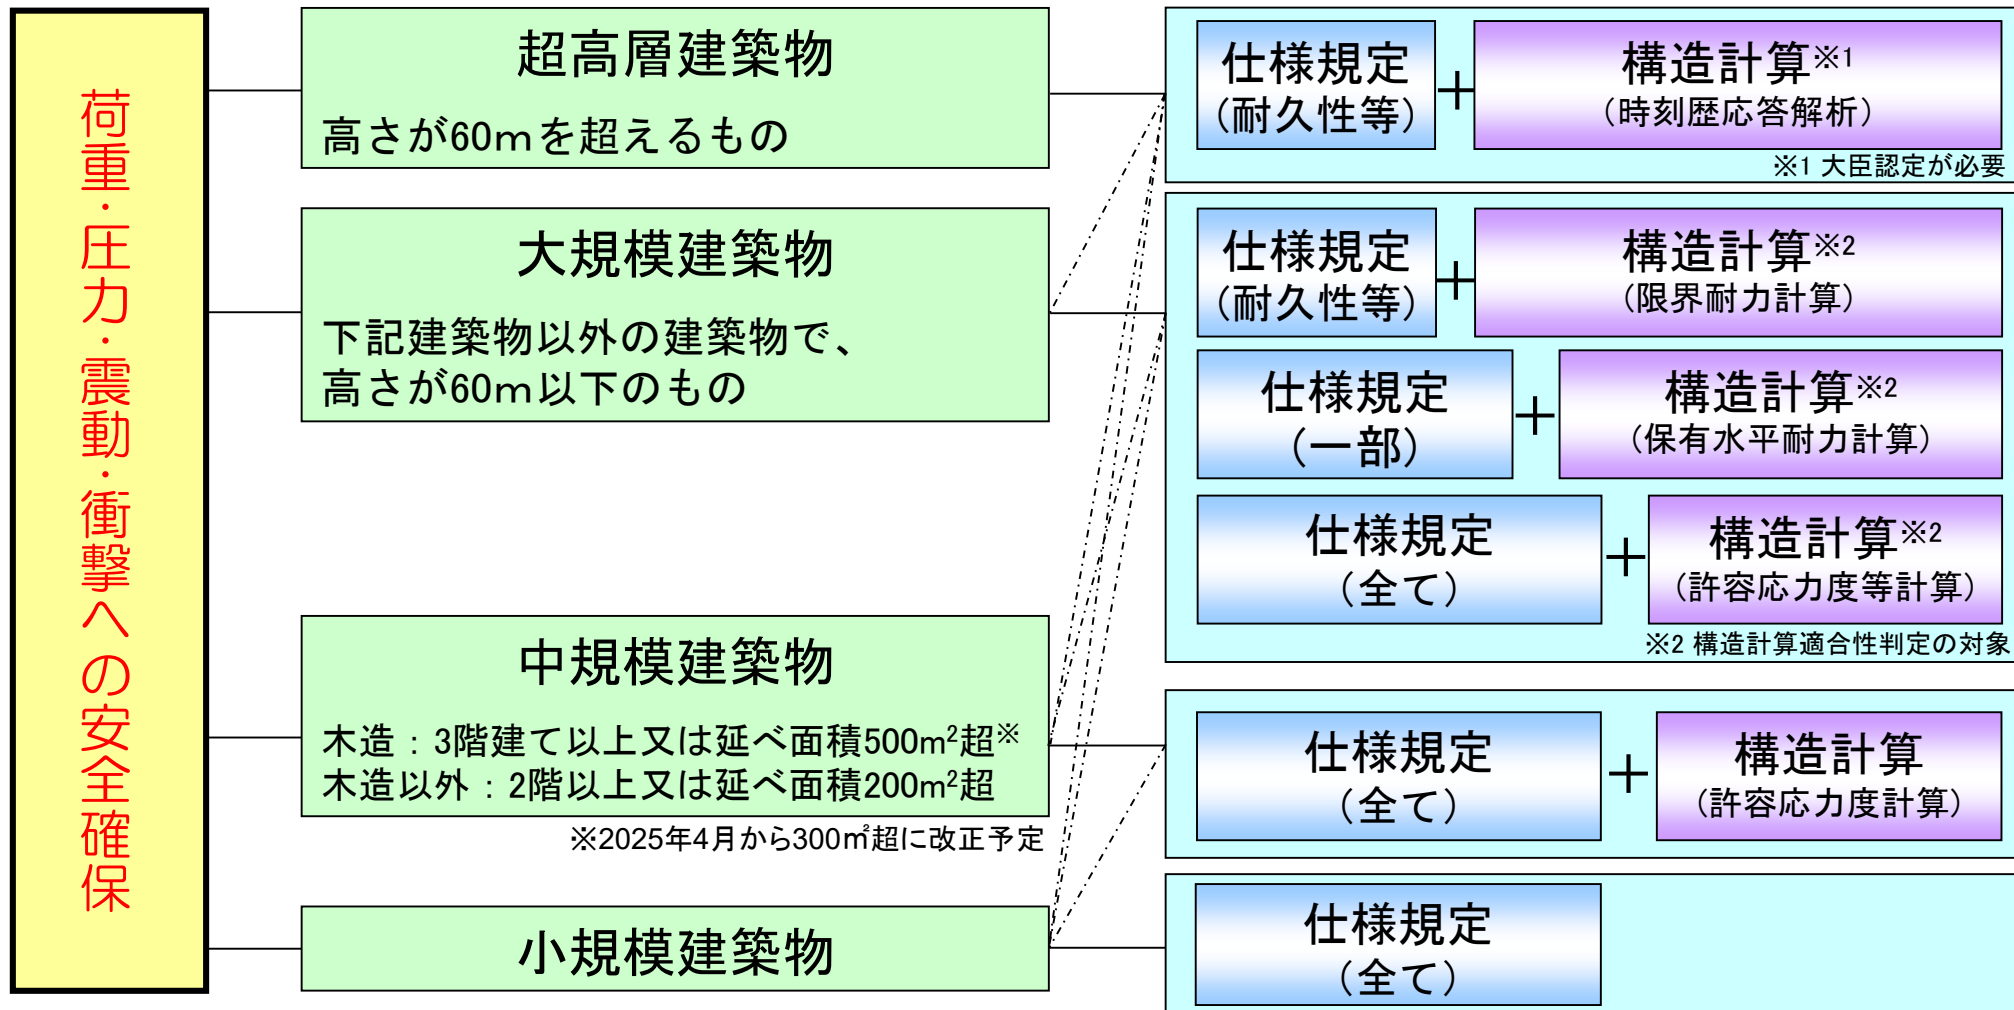 荷重・圧力・震動・衝撃への安全確保
超高層建築物
高さが60mを超えるもの
仕様規定
(耐久性等)
+
構造計算※1
(時刻歴応答解析)
※1 大臣認定が必要
大規模建築物
下記建築物以外の建築物で、
高さが60m以下のもの
仕様規定
(耐久性等)
+
構造計算※2
(限界耐力計算)
仕様規定
(一部)
+
構造計算※2
(保有水平耐力計算)
仕様規定
(全て)
+
構造計算※2
(許容応力度等計算)
※2 構造計算適合性判定の対象
中規模建築物
木造：3階建て以上又は延べ面積500m²超※
木造以外：2階以上又は延べ面積200m²超
※2025年4月から300㎡超に改正予定
仕様規定
(全て)
+
構造計算
(許容応力度計算)
小規模建築物
仕様規定
(全て)